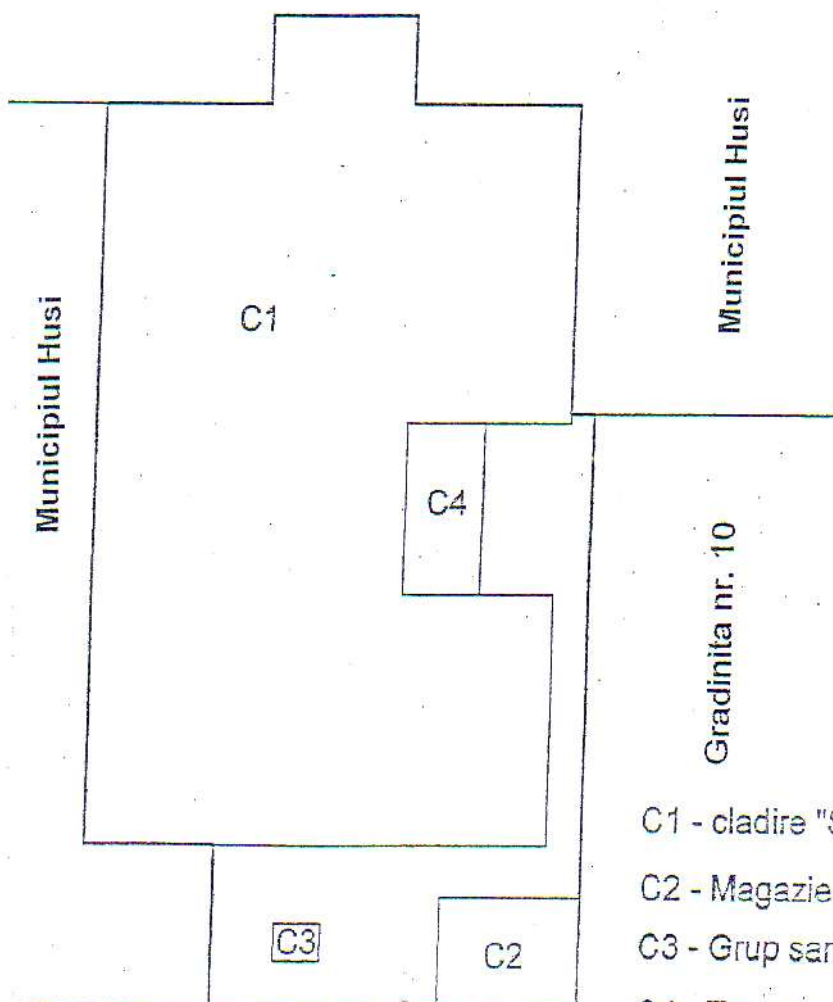 Municipiul Husi
C1
Municipiul Husi
C4
Gradinita nr. 10
C3
C2
C1 - cladire
C2 - Magazie
C3 - Grup